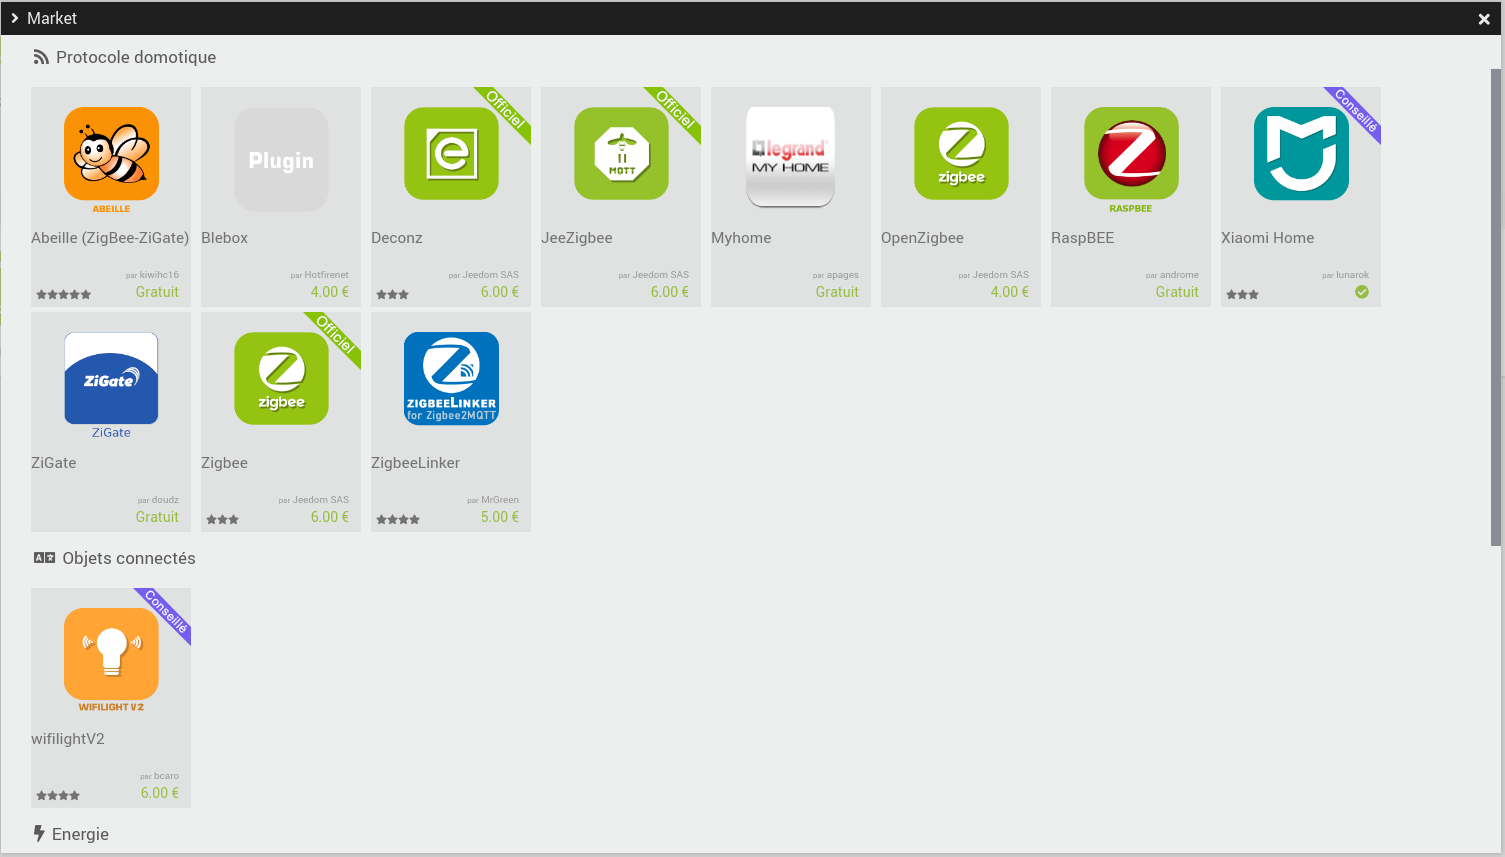 Market
Protocole domotique
Officiel
Officiel
Conseillé
Plugin
e
MQTT
legrand
MY HOME
zigbee
ABEILLE
RASPBEE
Abeille (ZigBee-ZiGate)
Blebox
Deconz
JeeZigbee
Myhome
OpenZigbee
RaspBEE
Xiaomi Home
par kiwihc16
par Hotfirenet
par Jeedom SAS
par Jeedom SAS
par apages
par Jeedom SAS
par androme
par lunarok
Gratuit
4.00 €
6.00 €
6.00 €
Gratuit
4.00 €
Gratuit
Officiel
ZiGate
zigbee
ZIGBEELINKER
for Zigbee2MQTT
ZiGate
ZiGate
Zigbee
ZigbeeLinker
par doudz
par Jeedom SAS
par MrGreen
Gratuit
6.00 €
5.00 €
Objets connectés
Conseillé
WIFILIGHT V2
wifilightV2
par bcaro
6.00 €
Energie